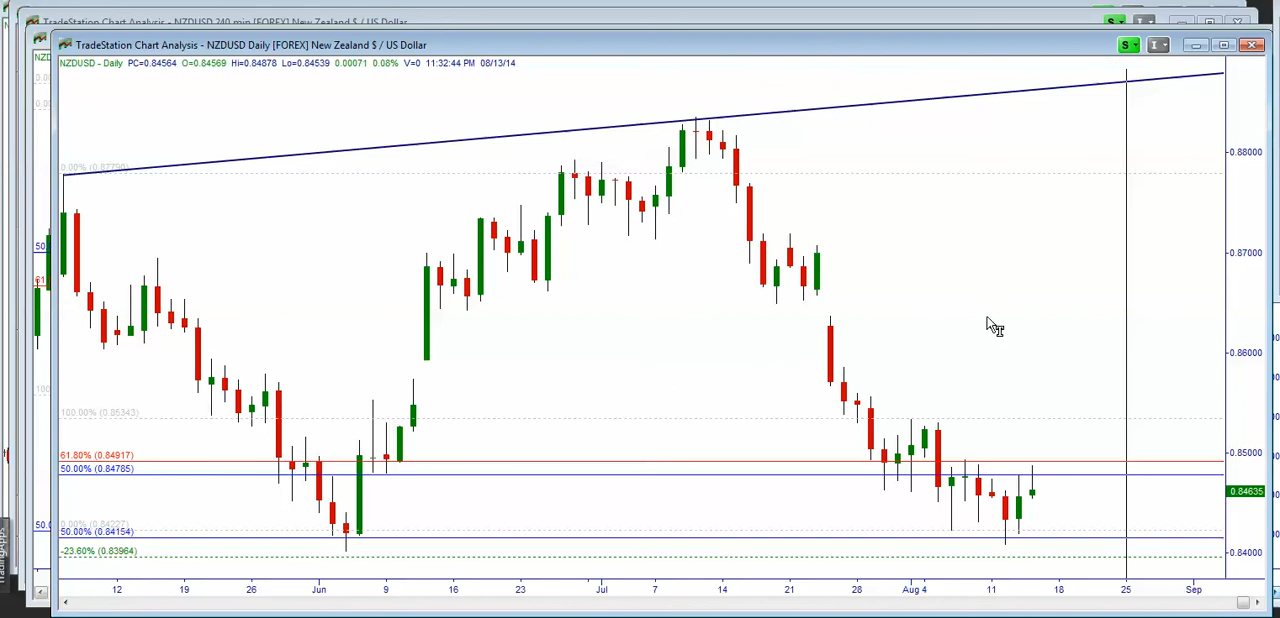 TradeStation Chart Analysis - NZDUSD 240 min [FOREX] New Zealand $ / US Dollar
TradeStation Chart Analysis - NZDUSD Daily [FOREX] New Zealand $ / US Dollar
S
I
NZDUSD - Daily PC=0.84564 O=0.84569 Hi=0.84878 Lo=0.84539 0.00071 0.08% V=0 11:32:44 PM 08/13/14
0.00% (0.87790)
0.88000
0.87000
0.86000
100.00% (0.85343)
61.80% (0.84917)
0.85000
50.00% (0.84785)
0.84635
0.00% (0.84227)
50.00% (0.84154)
-23.60% (0.83964)
0.84000
12 19 26 Jun 9 16 23 Jul 7 14 21 28 Aug 4 11 18 25 Sep
TradingApps